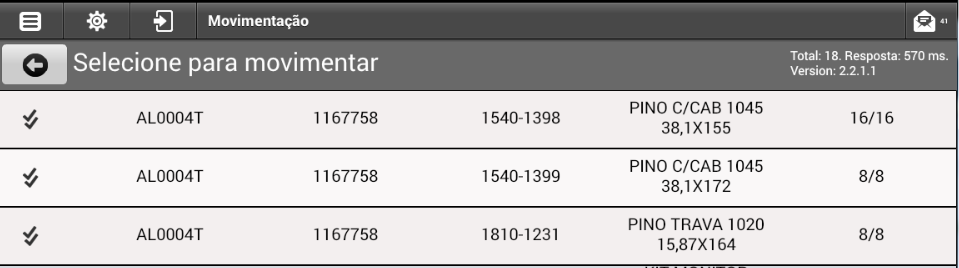 Movimentação
41
Selecione para movimentar
Total: 18. Resposta: 570 ms.
Version: 2.2.1.1
AL0004T 1167758 1540-1398 PINO C/CAB 1045 16/16
38,1X155
AL0004T 1167758 1540-1399 PINO C/CAB 1045 8/8
38,1X172
AL0004T 1167758 1810-1231 PINO TRAVA 1020 8/8
15,87X164